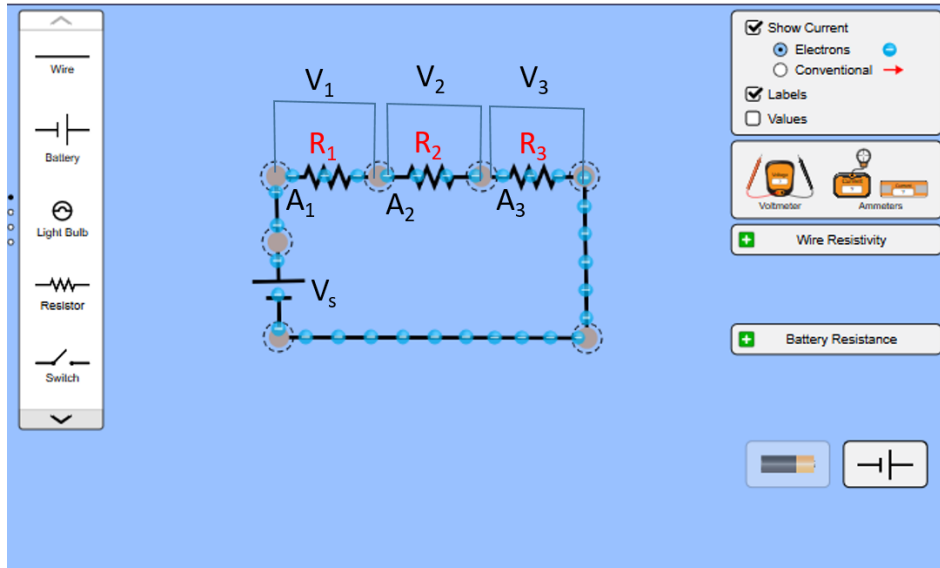 Wire
Battery
Light Bulb
Resistor
Switch
V1 V2 V3
R1 R2 R3
A1 A2 A3
Vs
Show Current
Electrons
Conventional
Labels
Values
Voltmeter
Ammeters
Wire Resistivity
Battery Resistance